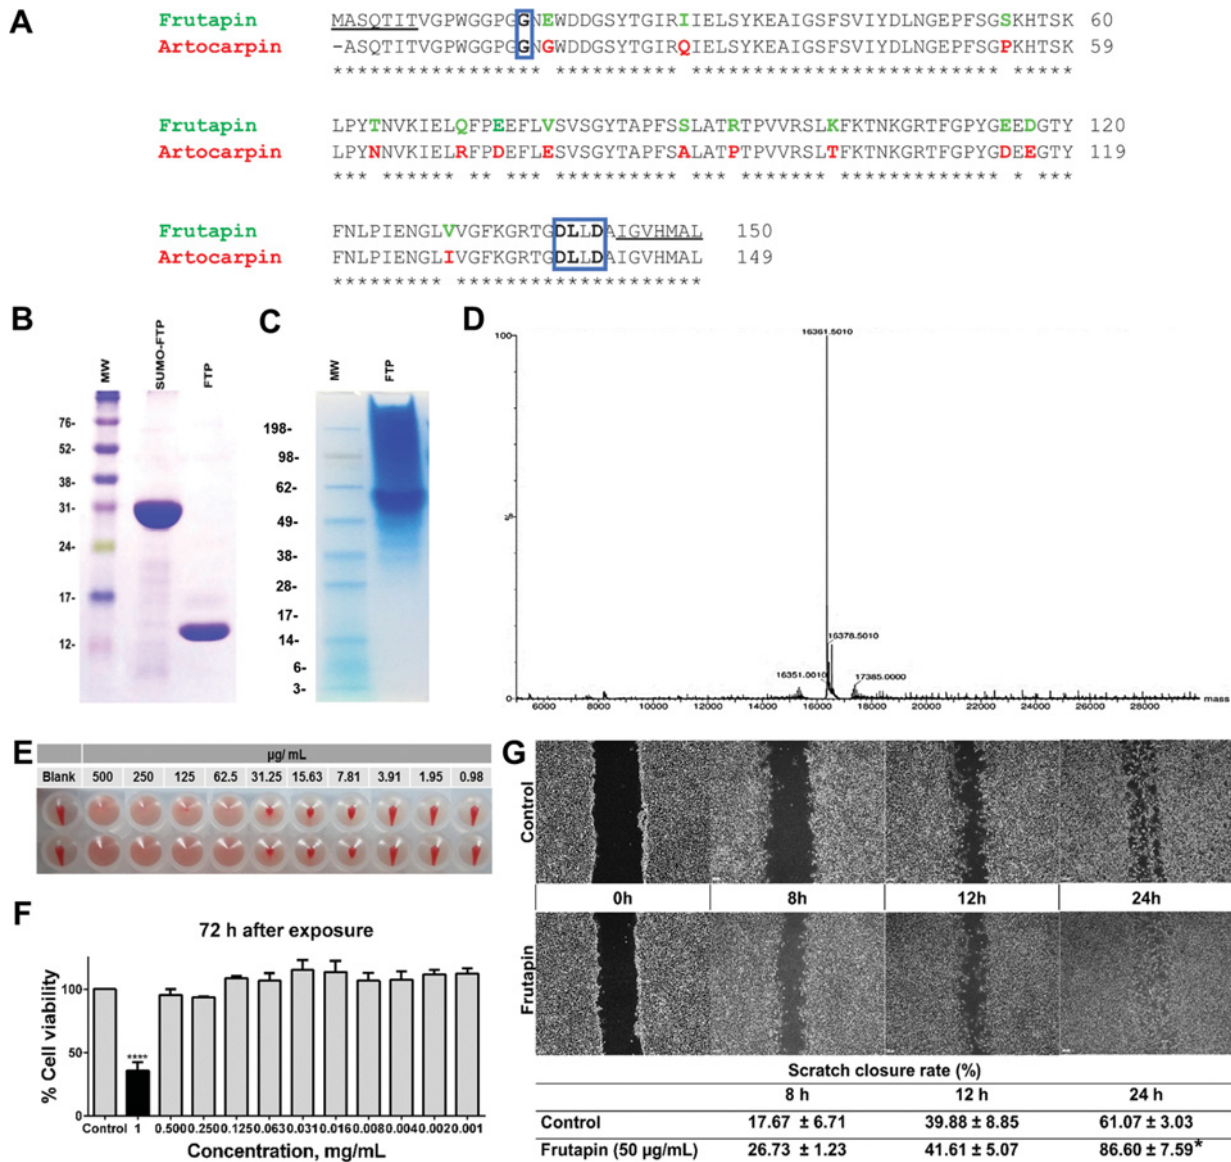 A
Frutapin MASQTITVGPWGGPGGNEWDDGSYTGIRIIELSYKEAIGSFSVIYDLNGEPFSGSKHTSK 60
Artocarpin -ASQTITVGPWGGPGGNGWDDGSYTGIRQIELSYKEAIGSFSVIYDLNGEPFSGPKHTSK 59
**************** ********** ************************* *****
Frutapin LPYTNVKIELQFPEEFLVSVSGYTAPFSSLATRTPVVRSLKFKTNKGRTFGPYGEEDGTY 120
Artocarpin LPYNNVKIELRFPDEFLESVSGYTAPFSALATPTPVVRSLTFKTNKGRTFGPYGDEEGTY 119
*** ****** ** *** ********** *** ******* ************* * ***
Frutapin FNLPIENGLVVGFKGRTGDLLDAIGVHMAL 150
Artocarpin FNLPIENGLIVGFKGRTGDLLDAIGVHMAL 149
********* ********************
B
MW SUMO-FTP FTP
76-
52-
38-
31-
24-
17-
12-
C
MW FTP
198-
98-
62-
49-
38-
28-
17-
14-
6-
3-
D
100
16361.5010
16378.5010
16351.0010
17385.0000
0
6000 8000 10000 12000 14000 16000 18000 20000 22000 24000 26000 28000
mass
E
µg/ mL
Blank 500 250 125 62.5 31.25 15.63 7.81 3.91 1.95 0.98
F
72 h after exposure
% Cell viability
100
50
0
****
Control 1 0.500 0.250 0.125 0.063 0.031 0.016 0.008 0.004 0.002 0.001
Concentration, mg/mL
G
Control
0h 8h 12h 24h
Frutapin
Scratch closure rate (%)
8 h 12 h 24 h
Control 17.67 ± 6.71 39.88 ± 8.85 61.07 ± 3.03
Frutapin (50 µg/mL) 26.73 ± 1.23 41.61 ± 5.07 86.60 ± 7.59*